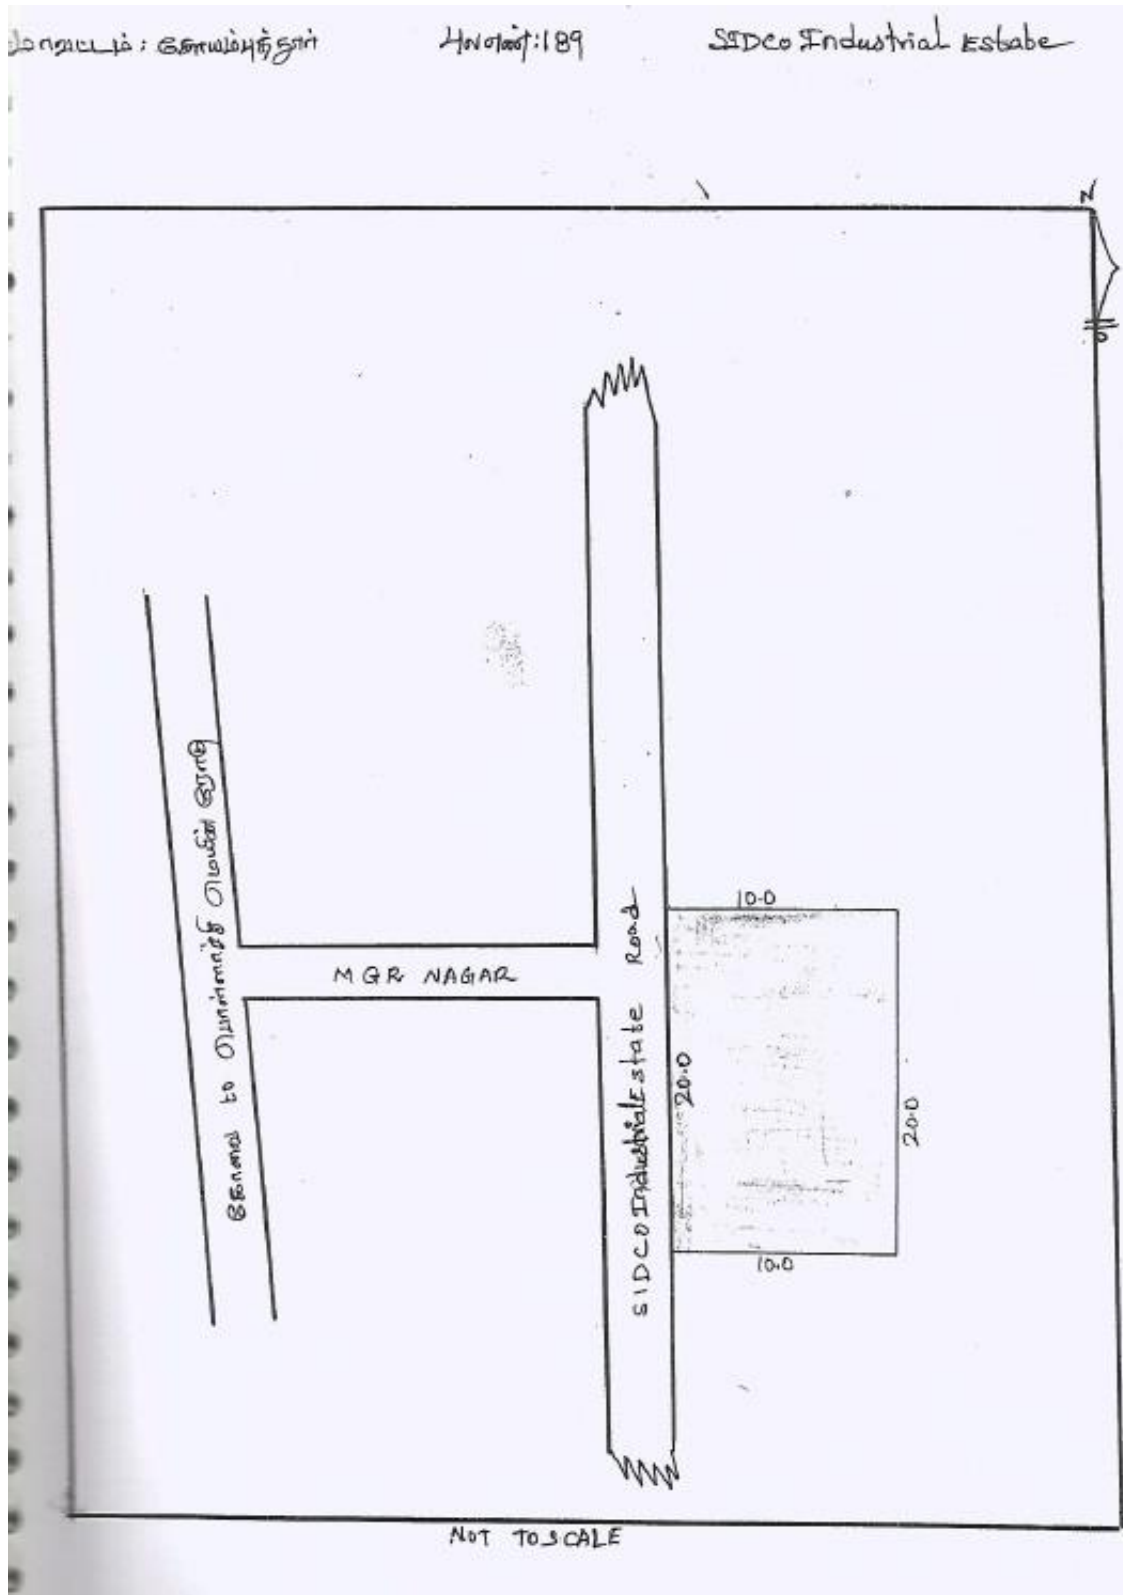 மாவட்டம்: கோயம்புத்தூர் புலஎண்:189 SIDCo Industrial Estate
N
10.0
MGR NAGAR
SIDCO Industrial Estate Road
கோவை to பொள்ளாச்சி மெயின் ரோடு
20.0
20.0
10.0
NOT TO SCALE